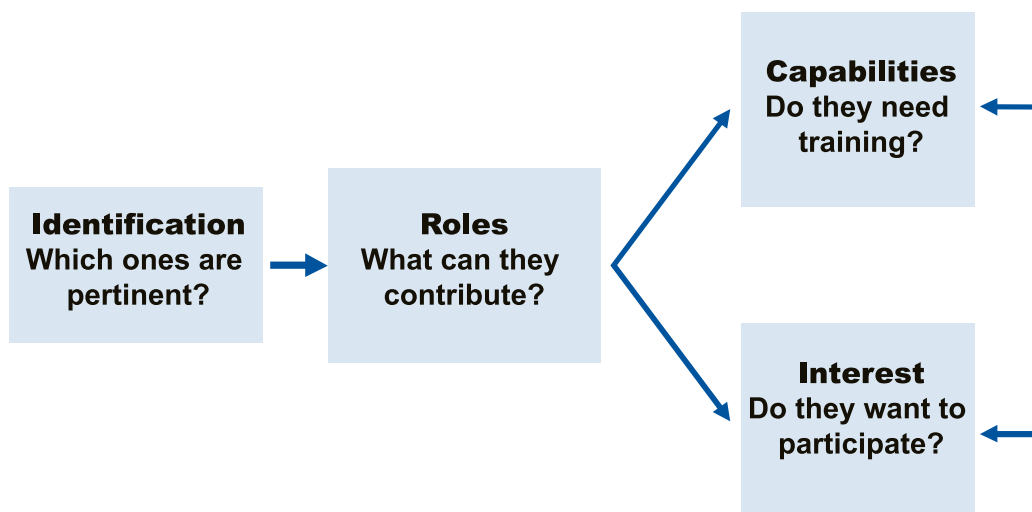 Identification
Which ones are
pertinent?
Roles
What can they
contribute?
Capabilities
Do they need
training?
Interest
Do they want to
participate?